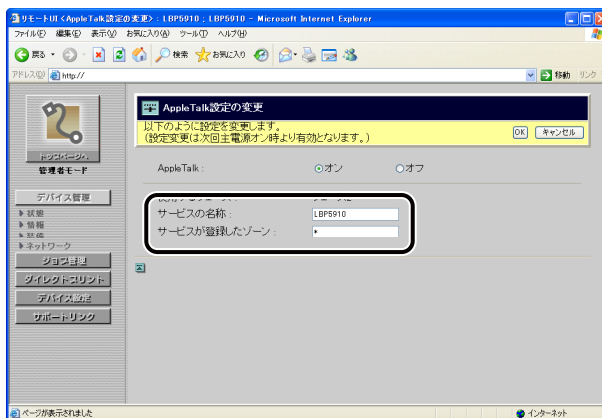 リモートUI <AppleTalk設定の変更> : LBP5910 ; LBP5910 - Microsoft Internet Explorer
ファイル(F) 編集(E) 表示(V) お気に入り(A) ツール(T) ヘルプ(H)
戻る 検索 お気に入り
アドレス(D) http:// 移動 リンク
AppleTalk設定の変更
以下のように設定を変更します。
(設定変更は次回主電源オン時より有効となります。)
OK キャンセル
トップページへ
管理者モード
デバイス管理
状態
情報
ネットワーク
ジョブ管理
ダイレクトプリント
デバイス設定
サポートリンク
AppleTalk : オン オフ
サービスの名称 : LBP5910
サービスが登録したゾーン : *
ページが表示されました インターネット